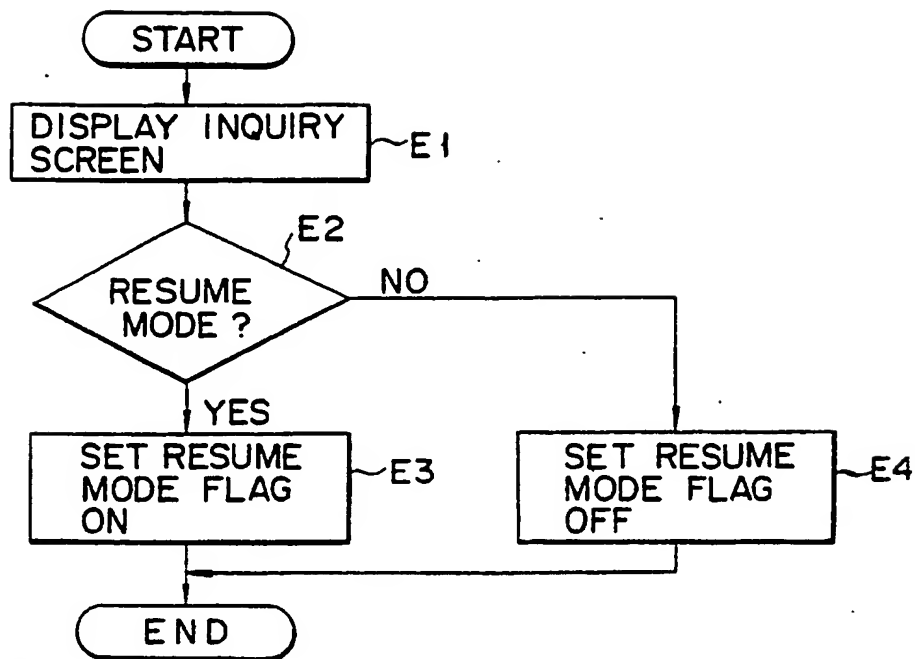 START
DISPLAY INQUIRY
SCREEN
E1
E2
RESUME
MODE ?
NO
YES
SET RESUME
MODE FLAG
ON
E3
SET RESUME
MODE FLAG
OFF
E4
END